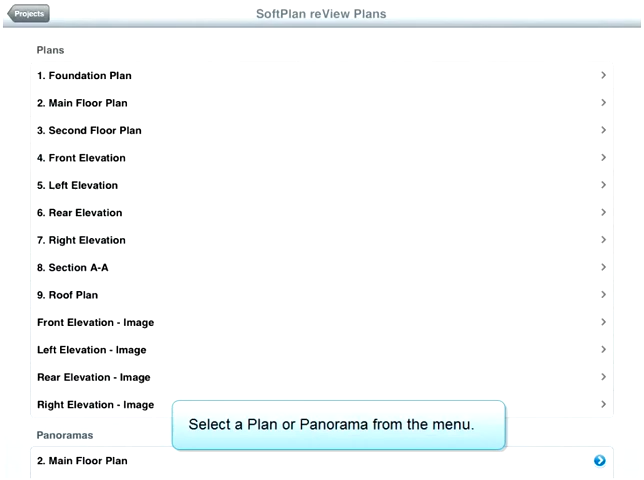 Projects
SoftPlan reView Plans
Plans
1. Foundation Plan
2. Main Floor Plan
3. Second Floor Plan
4. Front Elevation
5. Left Elevation
6. Rear Elevation
7. Right Elevation
8. Section A-A
9. Roof Plan
Front Elevation - Image
Left Elevation - Image
Rear Elevation - Image
Right Elevation - Image
Select a Plan or Panorama from the menu.
Panoramas
2. Main Floor Plan